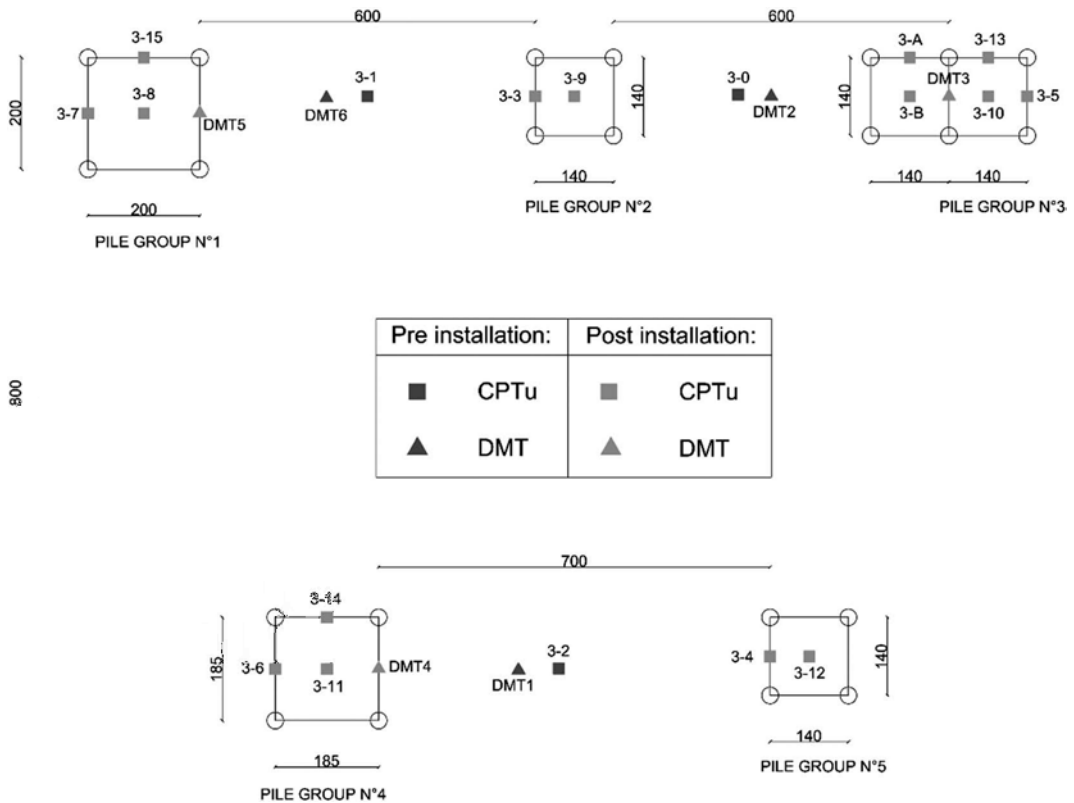 600
600
3-15
3-A
3-13
3-1
3-9
3-0
DMT3
200
3-7
3-8
DMT5
DMT6
3-3
140
DMT2
140
3-B
3-10
3-5
200
140
140
140
PILE GROUP N°1
PILE GROUP N°2
PILE GROUP N°3
Pre installation:
Post installation:
CPTu
CPTu
800
DMT
DMT
700
3-14
185
3-6
3-11
DMT4
DMT1
3-2
3-4
3-12
140
185
140
PILE GROUP N°4
PILE GROUP N°5